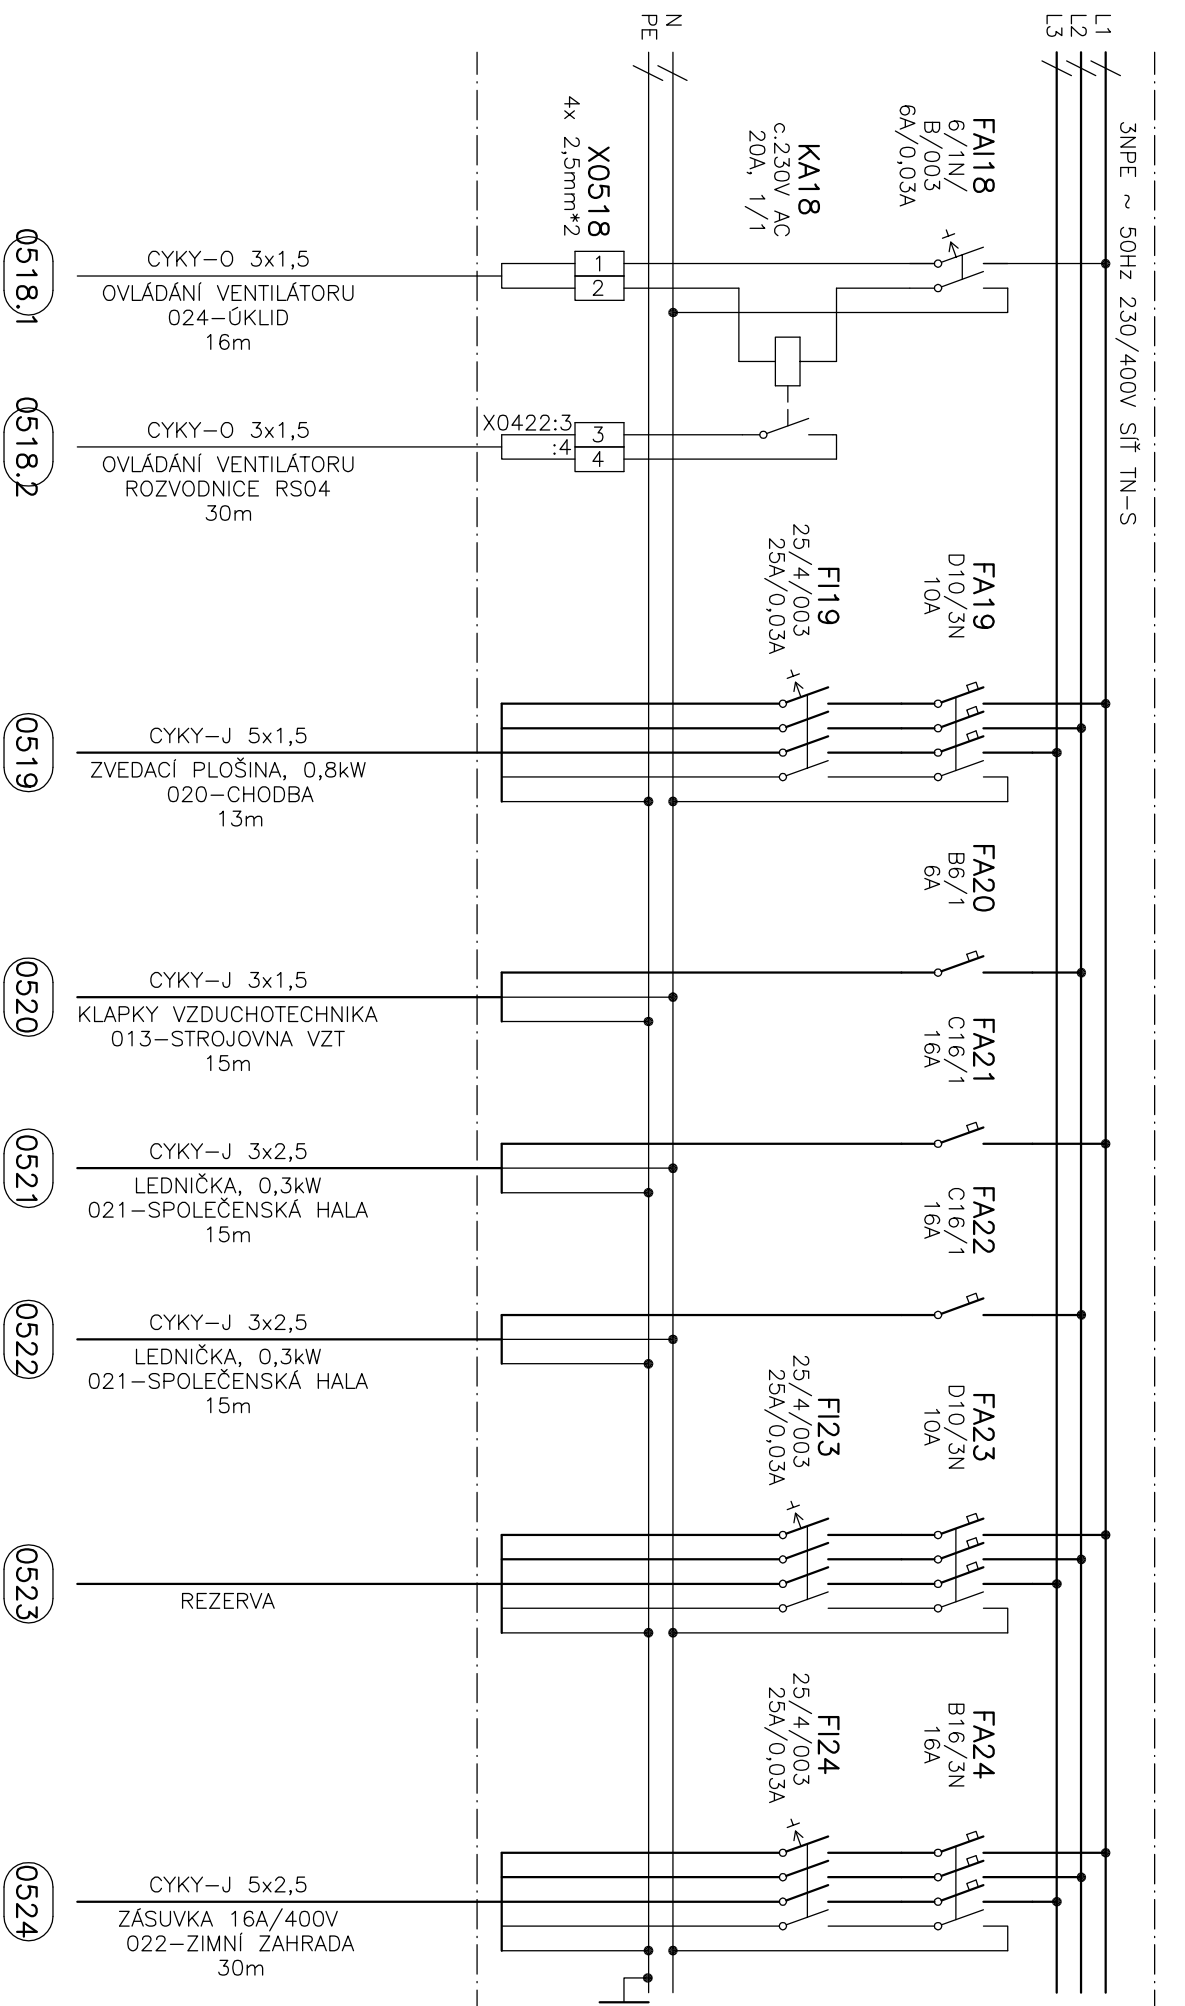 L1
L2
L3
N
PE
3NPE ~ 50Hz 230/400V SÍŤ TN-S
FAI18
6/1N/
B/003
6A/0,03A
KA18
c.230V AC
20A, 1/1
X0518
4x 2,5mm*2
1
2
X0422:3
:4
3
4
FA19
D10/3N
10A
FI19
25/4/003
25A/0,03A
FA20
B6/1
6A
FA21
C16/1
16A
FA22
C16/1
16A
FA23
D10/3N
10A
FI23
25/4/003
25A/0,03A
FA24
B16/3N
16A
FI24
25/4/003
25A/0,03A
CYKY-O 3x1,5
OVLÁDÁNÍ VENTILÁTORU
024-ÚKLID
16m
0518.1
CYKY-O 3x1,5
OVLÁDÁNÍ VENTILÁTORU
ROZVODNICE RS04
30m
0518.2
CYKY-J 5x1,5
ZVEDACÍ PLOŠINA, 0,8kW
020-CHODBA
13m
0519
CYKY-J 3x1,5
KLAPKY VZDUCHOTECHNIKA
013-STROJOVNA VZT
15m
0520
CYKY-J 3x2,5
LEDNIČKA, 0,3kW
021-SPOLEČENSKÁ HALA
15m
0521
CYKY-J 3x2,5
LEDNIČKA, 0,3kW
021-SPOLEČENSKÁ HALA
15m
0522
REZERVA
0523
CYKY-J 5x2,5
ZÁSUVKA 16A/400V
022-ZIMNÍ ZAHRADA
30m
0524